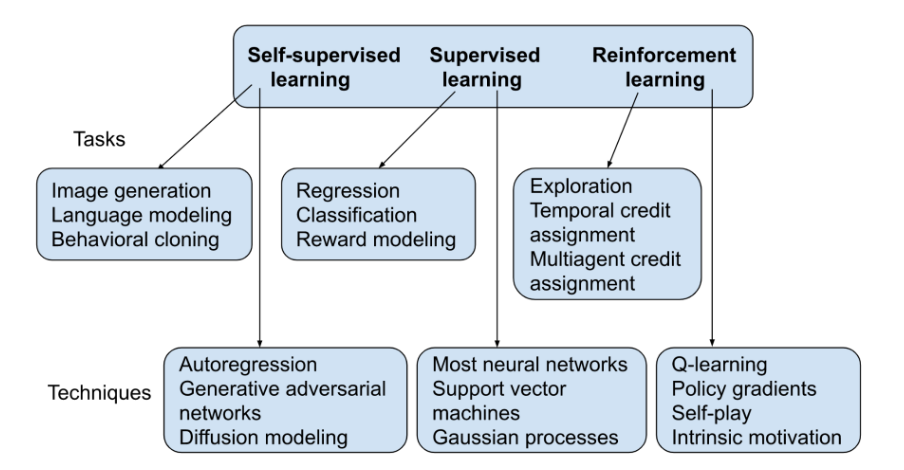 Self-supervised
learning
Supervised
learning
Reinforcement
learning
Tasks
Image generation
Language modeling
Behavioral cloning
Regression
Classification
Reward modeling
Exploration
Temporal credit
assignment
Multiagent credit
assignment
Techniques
Autoregression
Generative adversarial
networks
Diffusion modeling
Most neural networks
Support vector
machines
Gaussian processes
Q-learning
Policy gradients
Self-play
Intrinsic motivation